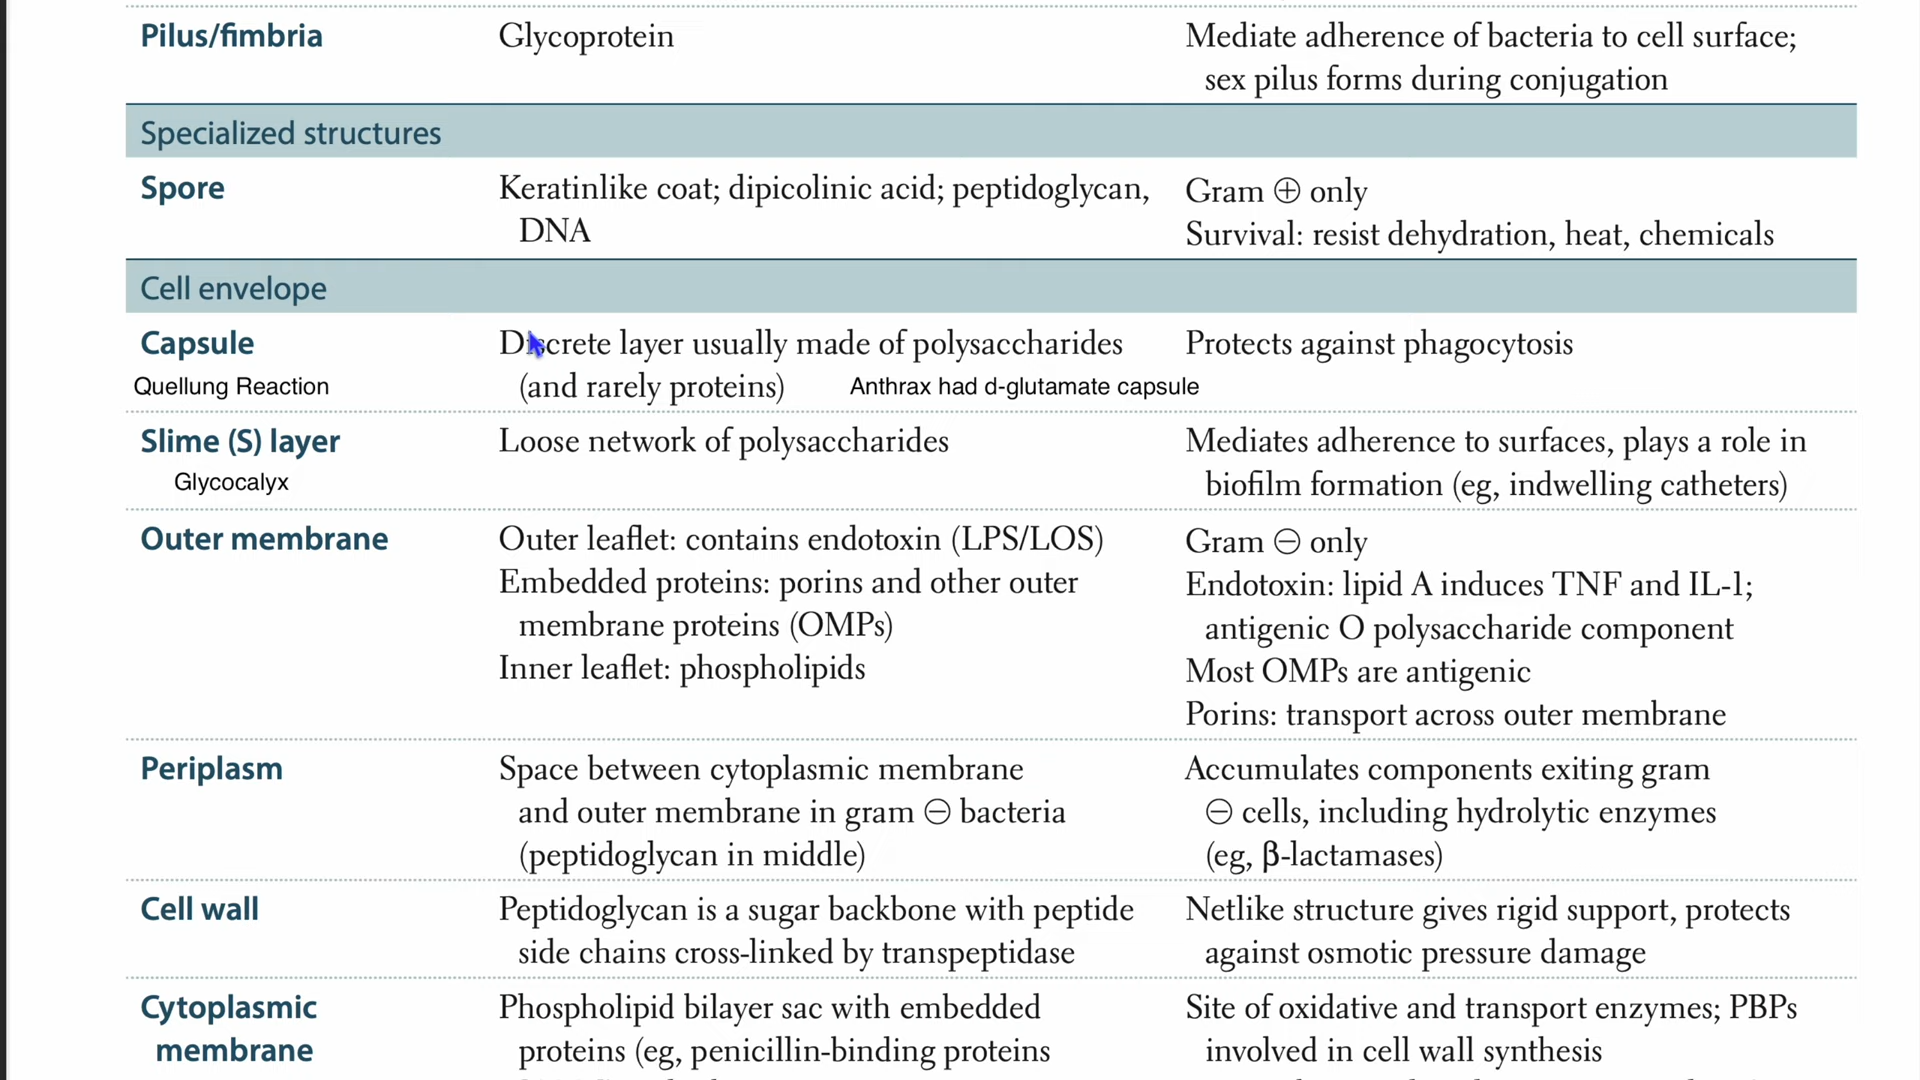 Pilus/fimbria
Glycoprotein
Mediate adherence of bacteria to cell surface;
sex pilus forms during conjugation
Specialized structures
Spore
Keratinlike coat; dipicolinic acid; peptidoglycan,
DNA
Gram ⊕ only
Survival: resist dehydration, heat, chemicals
Cell envelope
Capsule
Quellung Reaction
Discrete layer usually made of polysaccharides
(and rarely proteins)
Anthrax had d-glutamate capsule
Protects against phagocytosis
Slime (S) layer
Glycocalyx
Loose network of polysaccharides
Mediates adherence to surfaces, plays a role in
biofilm formation (eg, indwelling catheters)
Outer membrane
Outer leaflet: contains endotoxin (LPS/LOS)
Embedded proteins: porins and other outer
membrane proteins (OMPs)
Inner leaflet: phospholipids
Gram ⊖ only
Endotoxin: lipid A induces TNF and IL-1;
antigenic O polysaccharide component
Most OMPs are antigenic
Porins: transport across outer membrane
Periplasm
Space between cytoplasmic membrane
and outer membrane in gram ⊖ bacteria
(peptidoglycan in middle)
Accumulates components exiting gram
⊖ cells, including hydrolytic enzymes
(eg, β-lactamases)
Cell wall
Peptidoglycan is a sugar backbone with peptide
side chains cross-linked by transpeptidase
Netlike structure gives rigid support, protects
against osmotic pressure damage
Cytoplasmic
membrane
Phospholipid bilayer sac with embedded
proteins (eg, penicillin-binding proteins
Site of oxidative and transport enzymes; PBPs
involved in cell wall synthesis